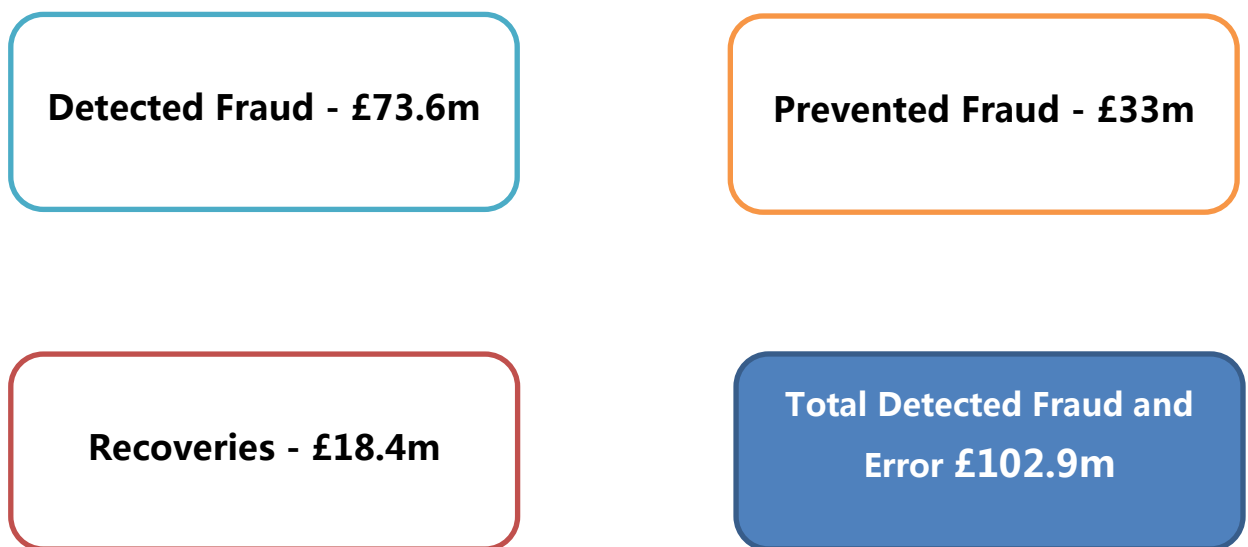 Detected Fraud - £73.6m
Prevented Fraud - £33m
Recoveries - £18.4m
Total Detected Fraud and
Error £102.9m